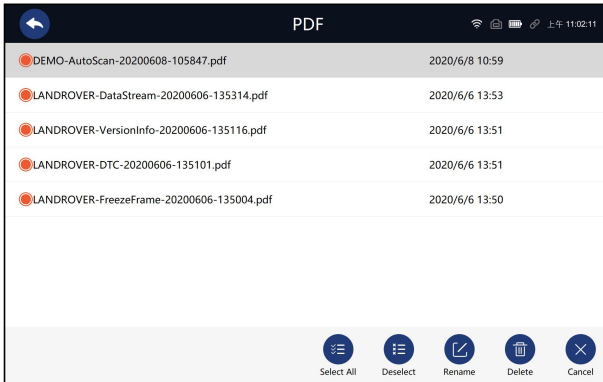 PDF
上午 11:02:11
DEMO-AutoScan-20200608-105847.pdf 2020/6/8 10:59
LANDROVER-DataStream-20200606-135314.pdf 2020/6/6 13:53
LANDROVER-VersionInfo-20200606-135116.pdf 2020/6/6 13:51
LANDROVER-DTC-20200606-135101.pdf 2020/6/6 13:51
LANDROVER-FreezeFrame-20200606-135004.pdf 2020/6/6 13:50
Select All Deselect Rename Delete Cancel